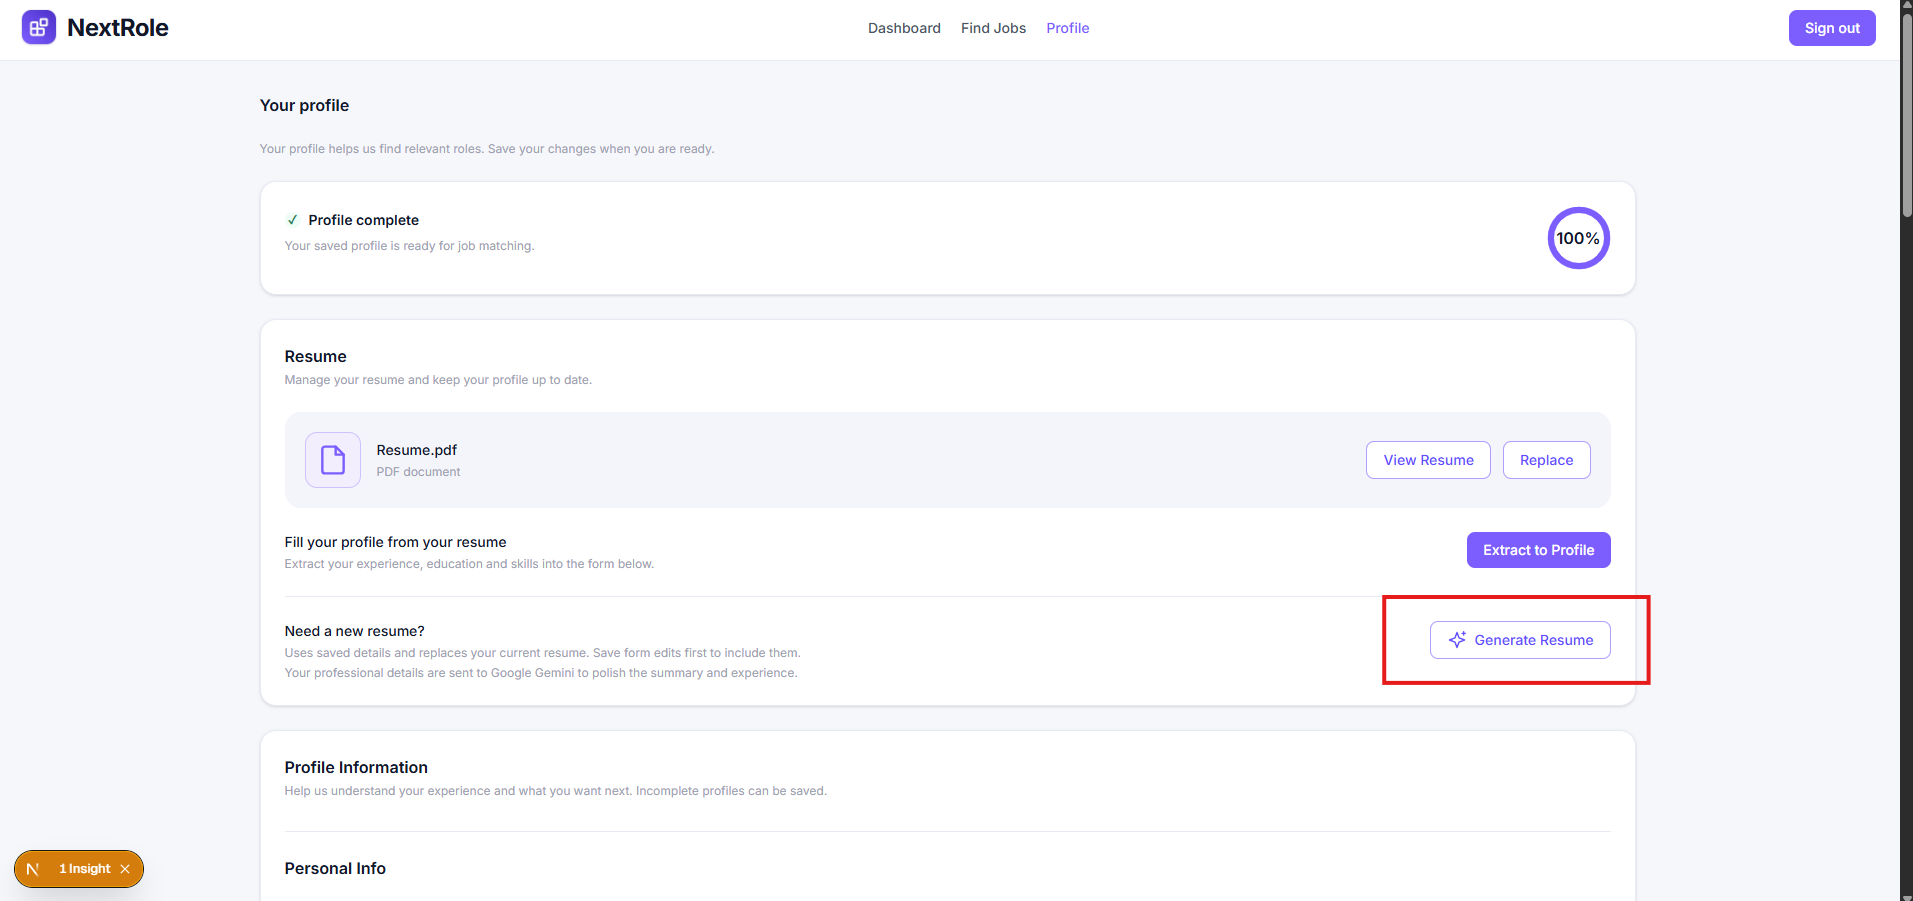 NextRole
Dashboard
Find Jobs
Profile
Sign out
Your profile
Your profile helps us find relevant roles. Save your changes when you are ready.
✓ Profile complete
Your saved profile is ready for job matching.
100%
Resume
Manage your resume and keep your profile up to date.
Resume.pdf
PDF document
View Resume
Replace
Fill your profile from your resume
Extract your experience, education and skills into the form below.
Extract to Profile
Need a new resume?
Uses saved details and replaces your current resume. Save form edits first to include them.
Your professional details are sent to Google Gemini to polish the summary and experience.
Generate Resume
Profile Information
Help us understand your experience and what you want next. Incomplete profiles can be saved.
Personal Info
N 1 Insight ×